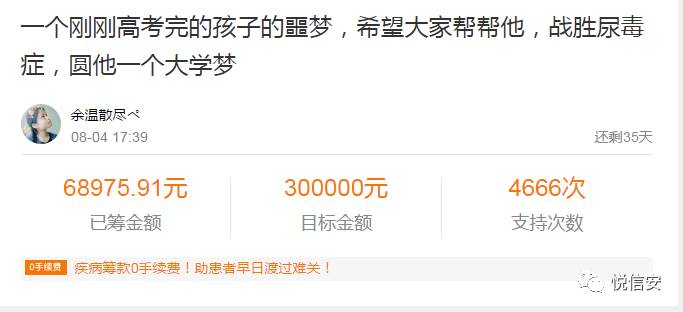 一个刚刚高考完的孩子的噩梦，希望大家帮帮他，战胜尿毒
症，圆他一个大学梦
余温散尽ぺ
08-04 17:39
还剩35天
68975.91元
300000元
4666次
已筹金额
目标金额
支持次数
0手续费
疾病筹款0手续费！助患者早日渡过难关！
悦信安